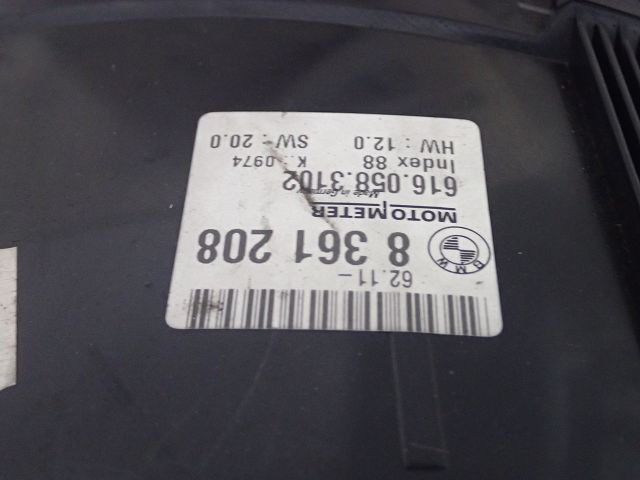 62.11-
BMW
8 361 208
MOTOMETER
Made in Germany
616.058.3102
Index 88 K.: 0974
HW : 12.0 SW : 20.0